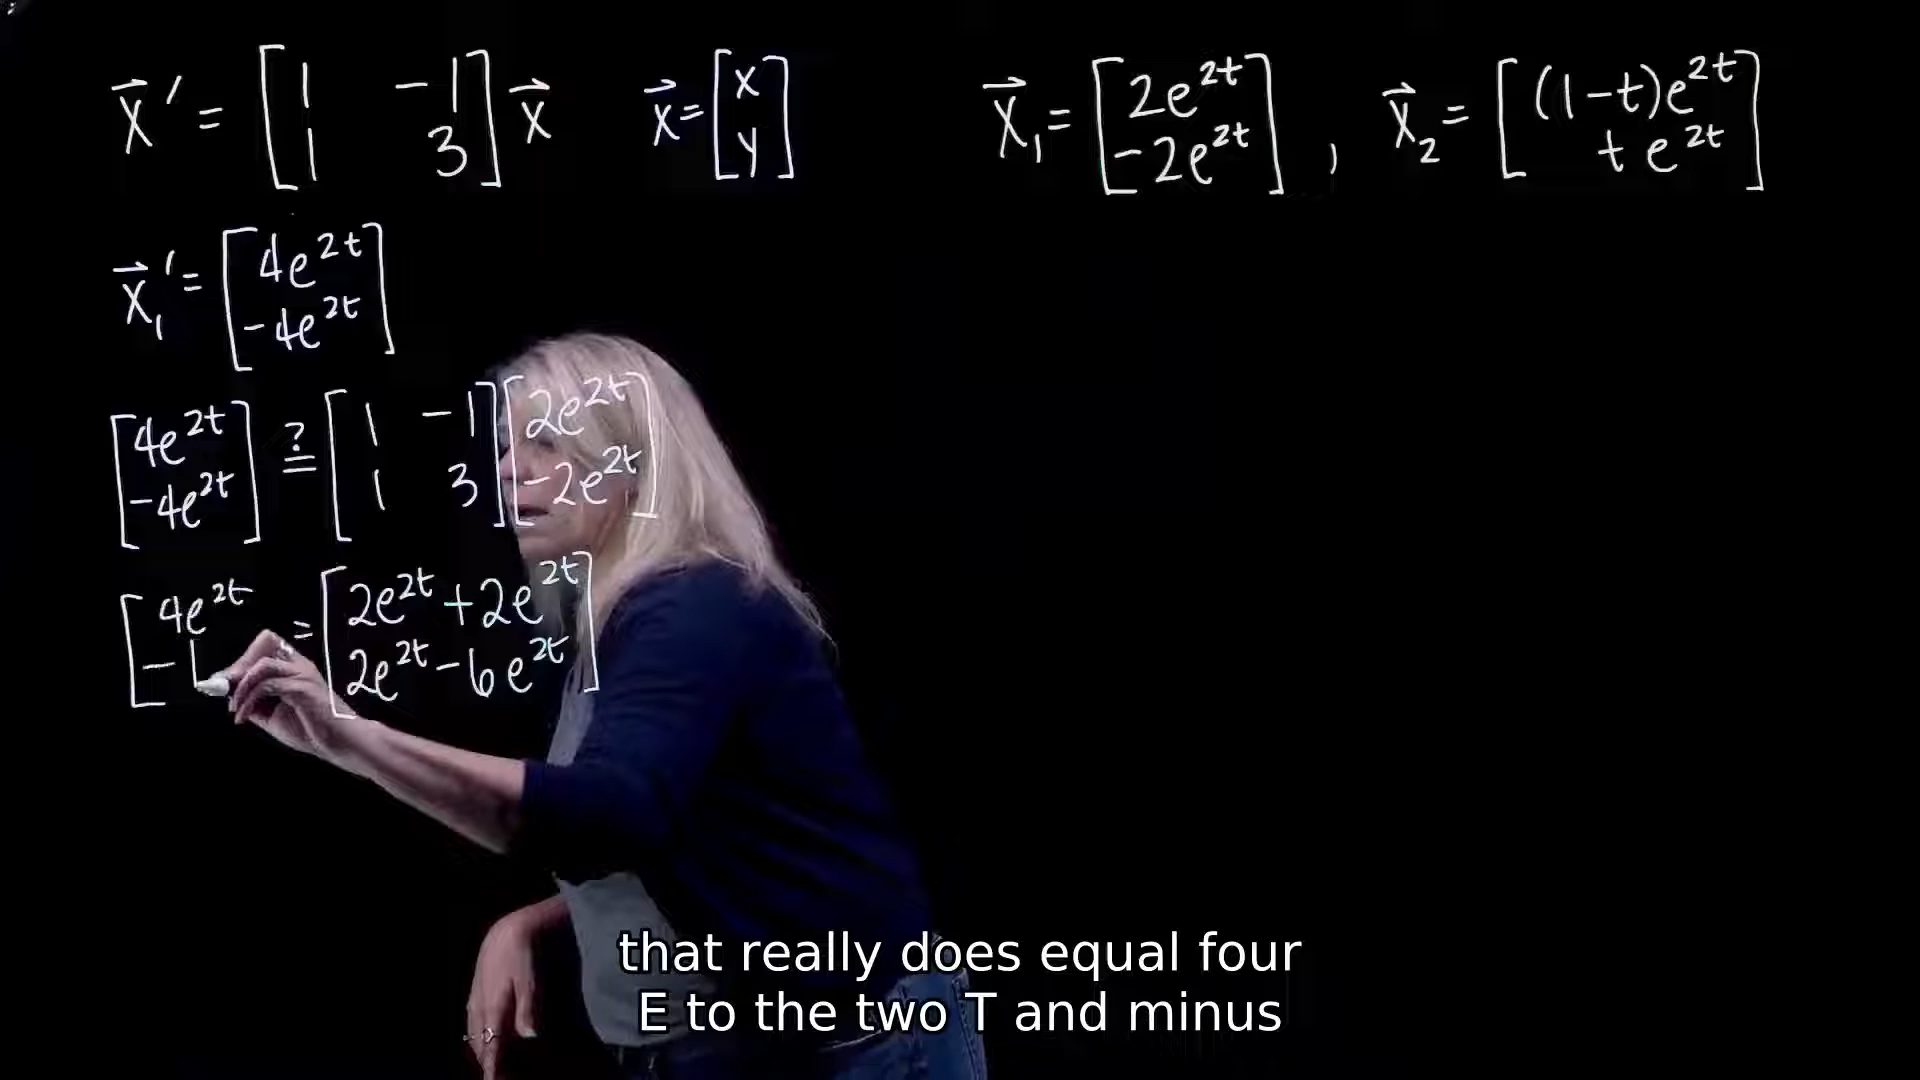 x⃗' = [1 -1; 1 3] x⃗    x⃗ = [x; y]    x⃗₁ = [2e^{2t}; -2e^{2t}] , x⃗₂ = [(1-t)e^{2t}; t e^{2t}]
x⃗₁' = [4e^{2t}; -4e^{2t}]
[4e^{2t}; -4e^{2t}] ≟ [1 -1; 1 3] [2e^{2t}; -2e^{2t}]
[4e^{2t}; - = [2e^{2t} + 2e^{2t}; 2e^{2t} - 6e^{2t}]
that really does equal four
E to the two T and minus